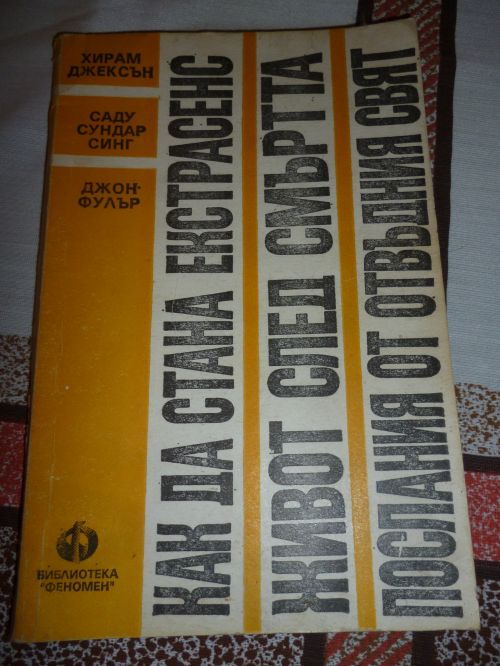 ХИРАМ
ДЖЕКСЪН
САДУ
СУНДАР
СИНГ
ДЖОН·
ФУЛЪР
КАК ДА СТАНА ЕКСТРАСЕНС
ЖИВОТ СЛЕД СМЪРТТА
ПОСЛАНИЯ ОТ ОТВЪДНИЯ СВЯТ
БИБЛИОТЕКА
"ФЕНОМЕН"